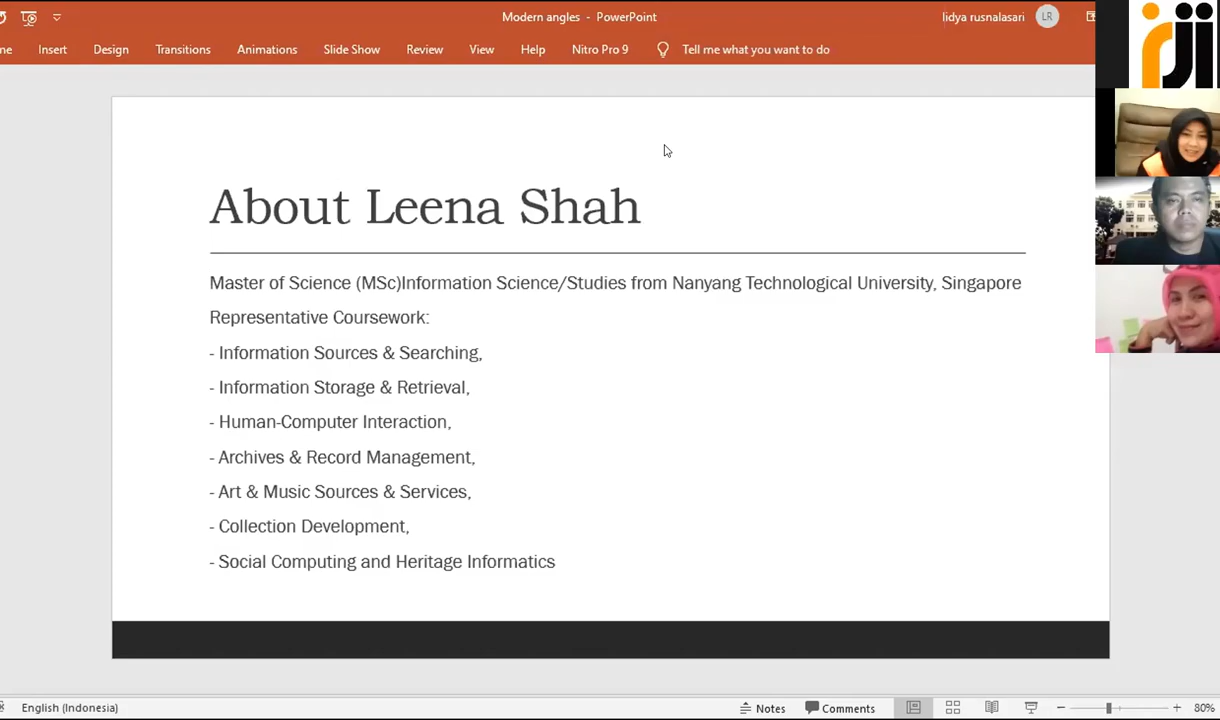 Modern angles - PowerPoint
lidya rusnalasari
LR
Insert Design Transitions Animations Slide Show Review View Help Nitro Pro 9 Tell me what you want to do
rji
About Leena Shah
Master of Science (MSc)Information Science/Studies from Nanyang Technological University, Singapore
Representative Coursework:
- Information Sources & Searching,
- Information Storage & Retrieval,
- Human-Computer Interaction,
- Archives & Record Management,
- Art & Music Sources & Services,
- Collection Development,
- Social Computing and Heritage Informatics
English (Indonesia)
Notes
Comments
80%